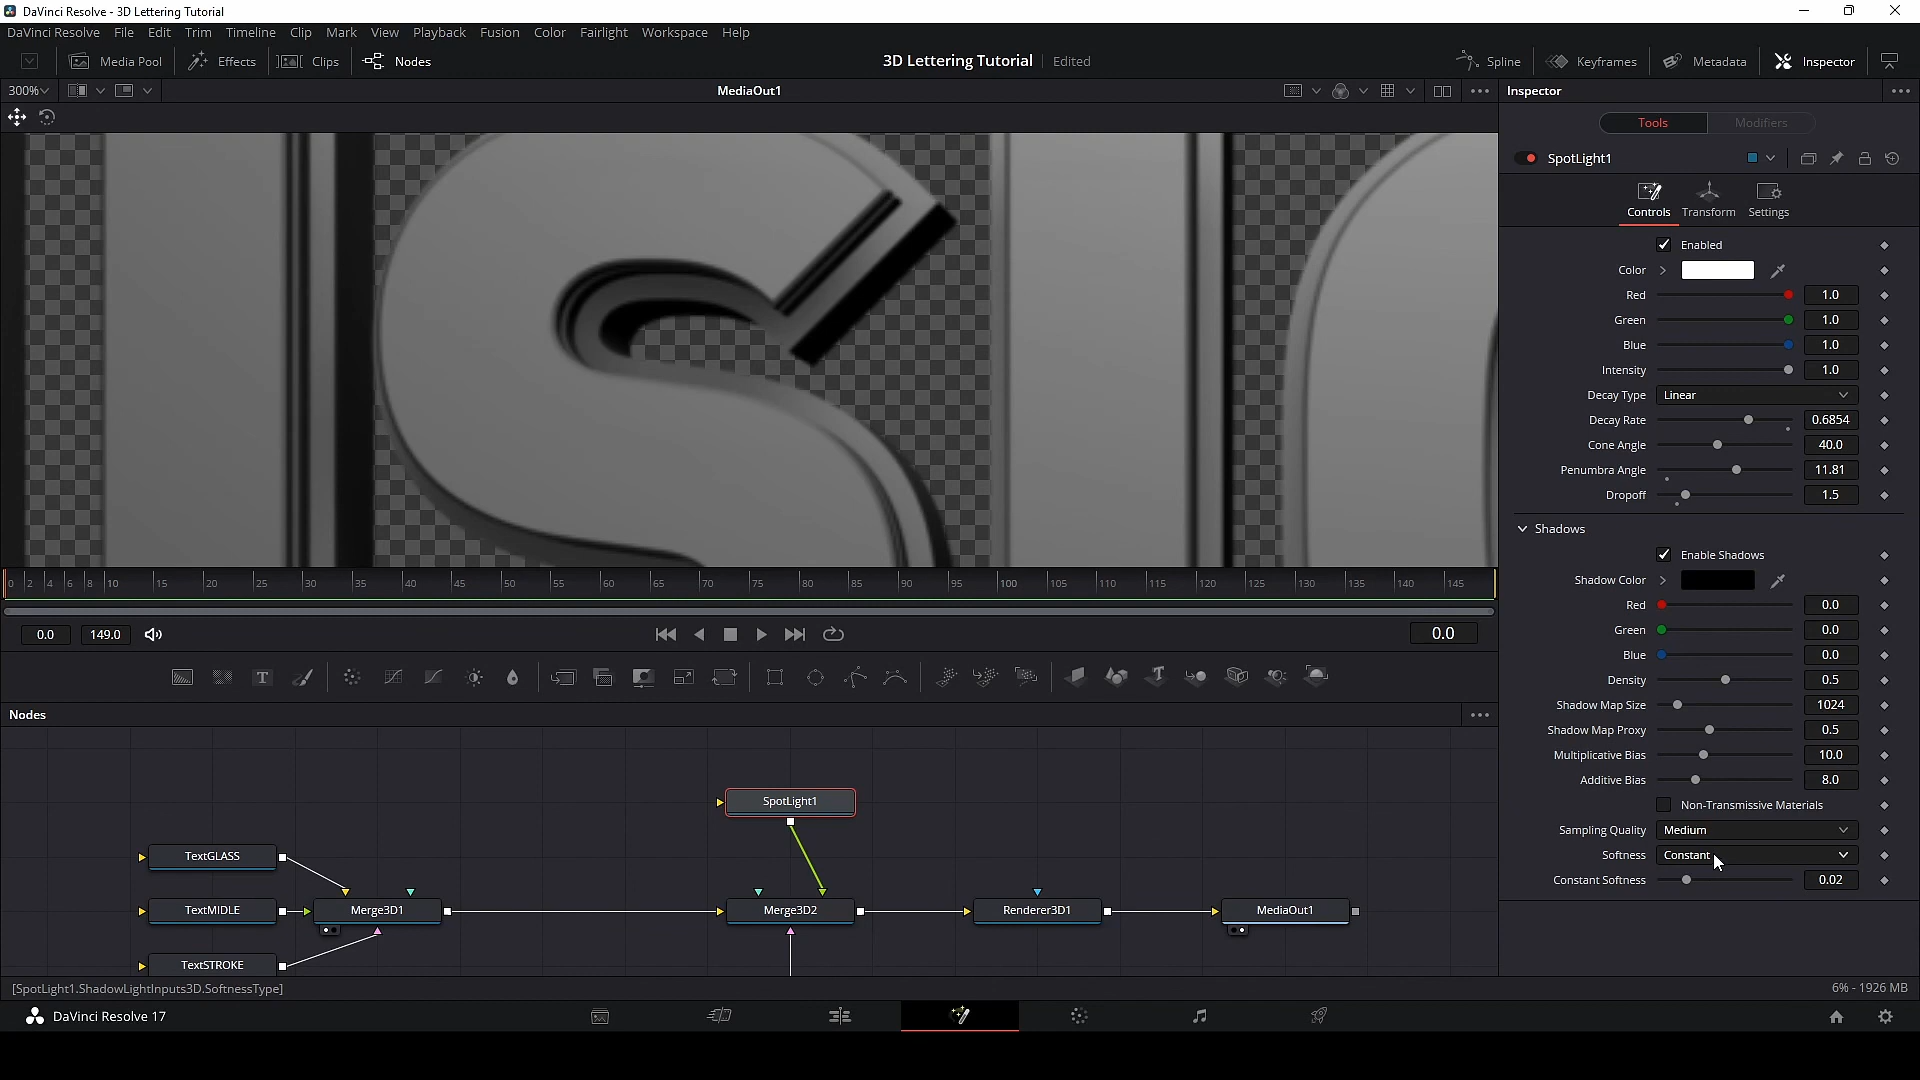 DaVinci Resolve - 3D Lettering Tutorial
DaVinci Resolve File Edit Trim Timeline Clip Mark View Playback Fusion Color Fairlight Workspace Help
Media Pool Effects Clips Nodes 3D Lettering Tutorial Edited Spline Keyframes Metadata Inspector
300% MediaOut1 Inspector
Tools Modifiers
SpotLight1
Controls Transform Settings
Enabled
Color
Red 1.0
Green 1.0
Blue 1.0
Intensity 1.0
Decay Type Linear
Decay Rate 0.6854
Cone Angle 40.0
Penumbra Angle 11.81
Dropoff 1.5
Shadows
Enable Shadows
Shadow Color
Red 0.0
Green 0.0
Blue 0.0
Density 0.5
Shadow Map Size 1024
Shadow Map Proxy 0.5
Multiplicative Bias 10.0
Additive Bias 8.0
Non-Transmissive Materials
Sampling Quality Medium
Softness Constant
Constant Softness 0.02
S
0 2 4 6 8 10 15 20 25 30 35 40 45 50 55 60 65 70 75 80 85 90 95 100 105 110 115 120 125 130 135 140 145
0.0 149.0 0.0
T T
Nodes
SpotLight1
TextGLASS
TextMIDLE Merge3D1 Merge3D2 Renderer3D1 MediaOut1
TextSTROKE
[SpotLight1.ShadowLightInputs3D.SoftnessType] 6% - 1926 MB
DaVinci Resolve 17